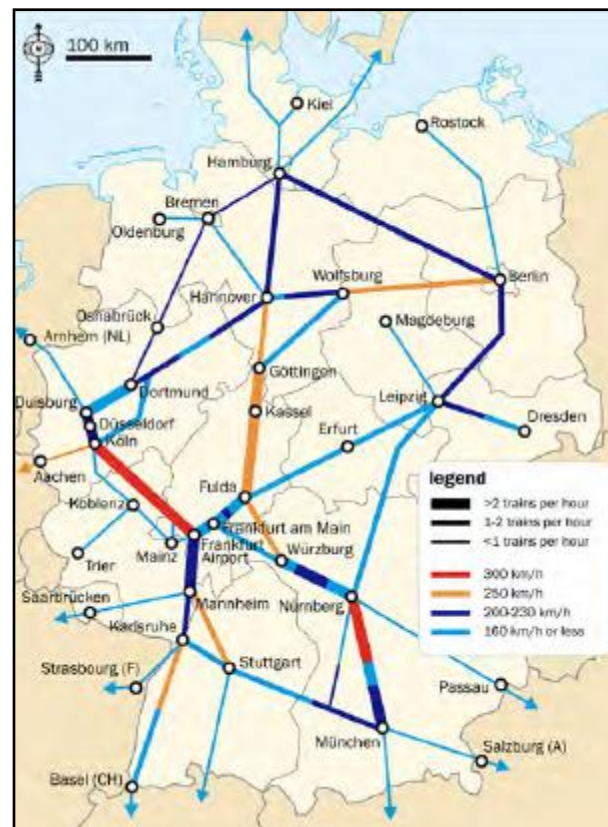 N
100 km
Kiel
Rostock
Hamburg
Bremen
Oldenburg
Hannover
Wolfsburg
Berlin
Osnabrück
Arnhem (NL)
Magdeburg
Göttingen
Dortmund
Duisburg
Düsseldorf
Köln
Kassel
Leipzig
Erfurt
Dresden
Aachen
Fulda
Koblenz
Frankfurt am Main
Frankfurt
Airport
Mainz
Würzburg
Trier
Saarbrücken
Mannheim
Nürnberg
Karlsruhe
Strasbourg (F)
Stuttgart
Passau
München
Salzburg (A)
Basel (CH)
legend
>2 trains per hour
1-2 trains per hour
<1 trains per hour
300 km/h
250 km/h
200-230 km/h
160 km/h or less